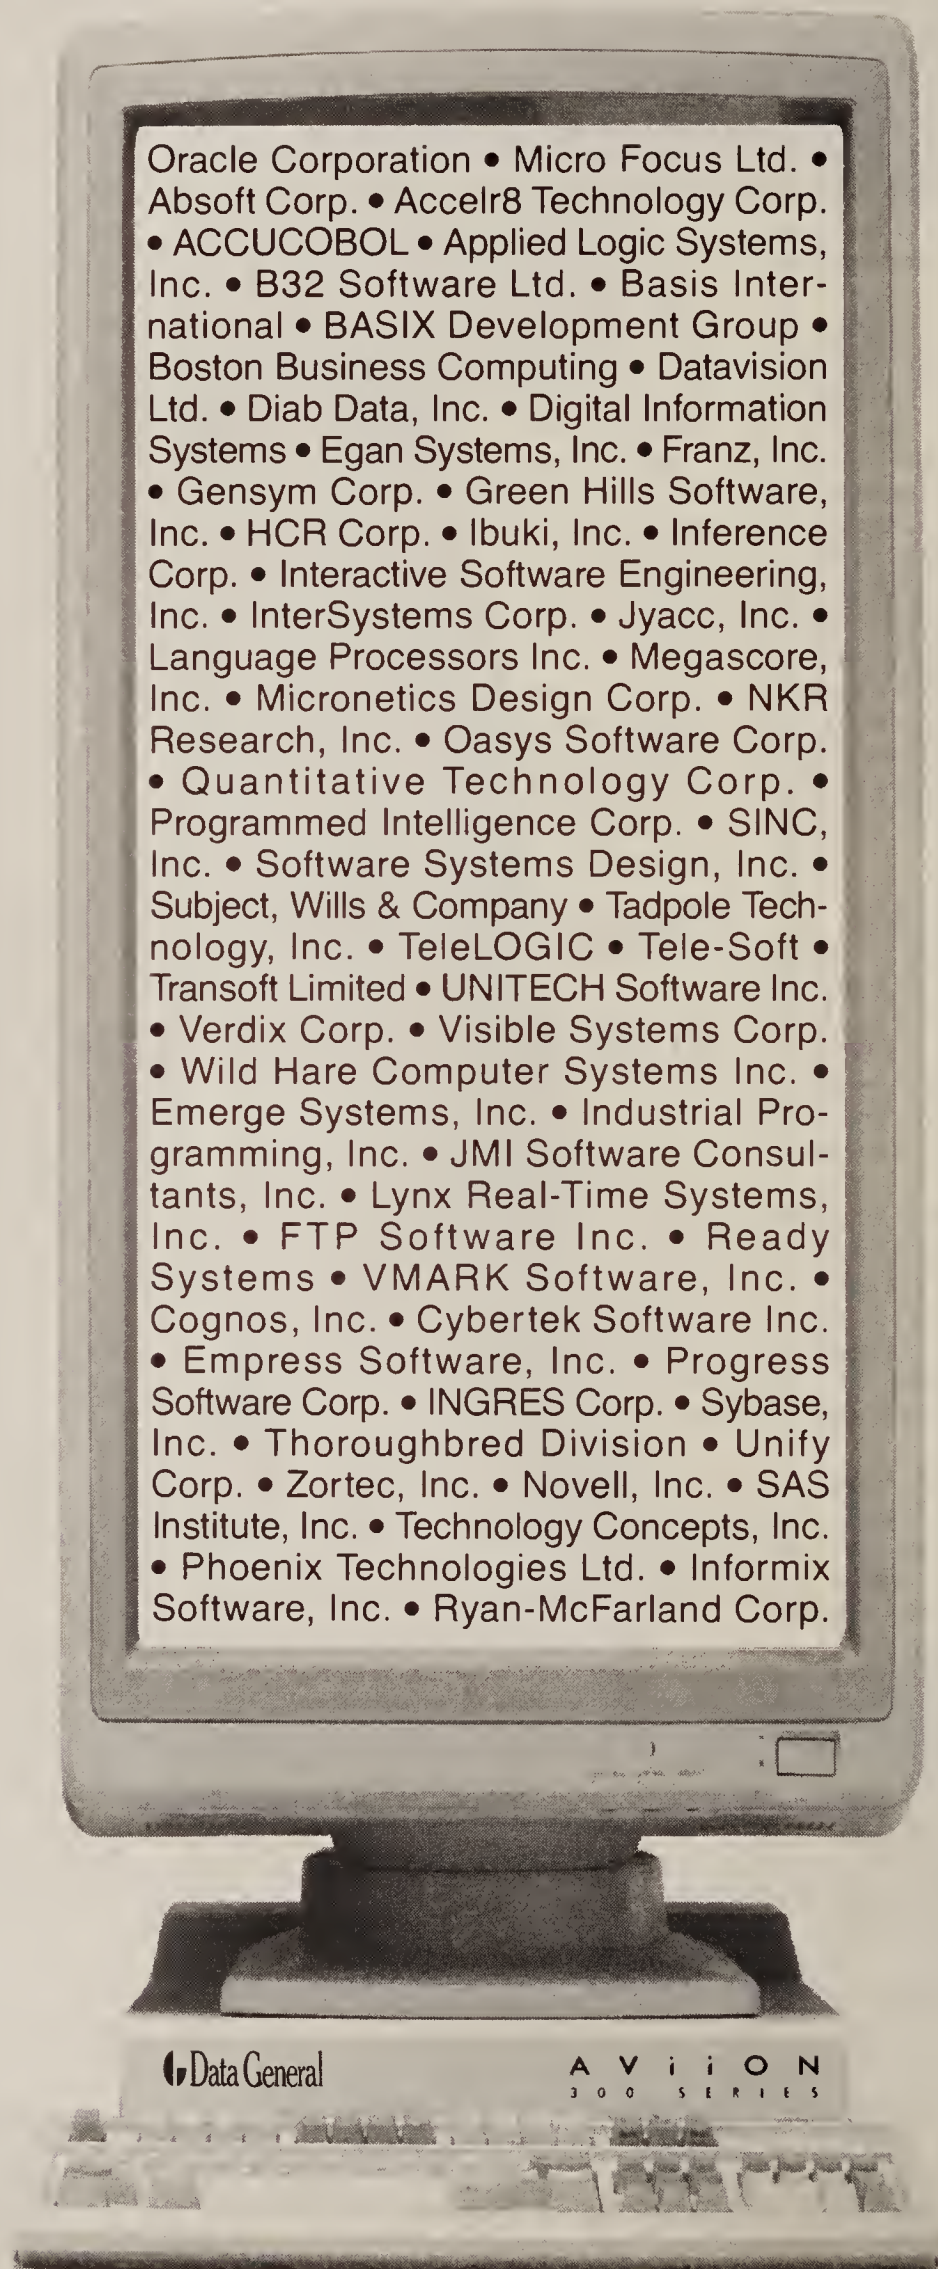 Oracle Corporation • Micro Focus Ltd. •
Absoft Corp. • Accelr8 Technology Corp.
• ACCUCOBOL • Applied Logic Systems,
Inc. • B32 Software Ltd. • Basis Inter-
national • BASIX Development Group •
Boston Business Computing • Datavision
Ltd. • Diab Data, Inc. • Digital Information
Systems • Egan Systems, Inc. • Franz, Inc.
• Gensym Corp. • Green Hills Software,
Inc. • HCR Corp. • Ibuki, Inc. • Inference
Corp. • Interactive Software Engineering,
Inc. • InterSystems Corp. • Jyacc, Inc. •
Language Processors Inc. • Megascore,
Inc. • Micronetics Design Corp. • NKR
Research, Inc. • Oasys Software Corp.
• Quantitative Technology Corp. •
Programmed Intelligence Corp. • SINC,
Inc. • Software Systems Design, Inc. •
Subject, Wills & Company • Tadpole Tech-
nology, Inc. • TeleLOGIC • Tele-Soft •
Transoft Limited • UNITECH Software Inc.
• Verdix Corp. • Visible Systems Corp.
• Wild Hare Computer Systems Inc. •
Emerge Systems, Inc. • Industrial Pro-
gramming, Inc. • JMI Software Consul-
tants, Inc. • Lynx Real-Time Systems,
Inc. • FTP Software Inc. • Ready
Systems • VMARK Software, Inc. •
Cognos, Inc. • Cybertek Software Inc.
• Empress Software, Inc. • Progress
Software Corp. • INGRES Corp. • Sybase,
Inc. • Thoroughbred Division • Unify
Corp. • Zortec, Inc. • Novell, Inc. • SAS
Institute, Inc. • Technology Concepts, Inc.
• Phoenix Technologies Ltd. • Informix
Software, Inc. • Ryan-McFarland Corp.
Data General
AViiON
300 SERIES